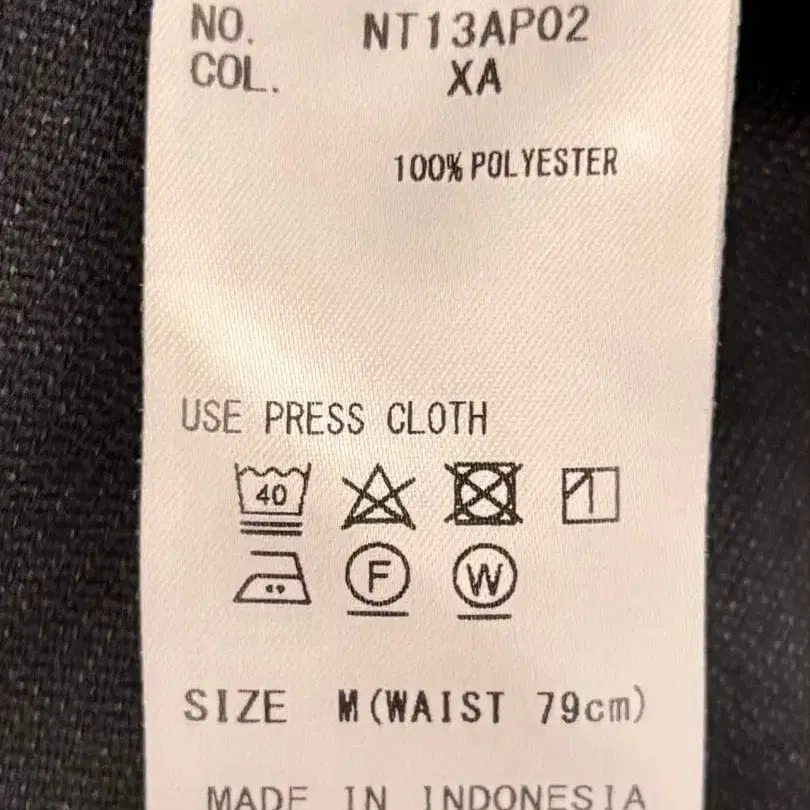 NO. NT13AP02
COL. XA
100% POLYESTER
USE PRESS CLOTH
40
F W
SIZE M(WAIST 79cm)
MADE IN INDONESIA